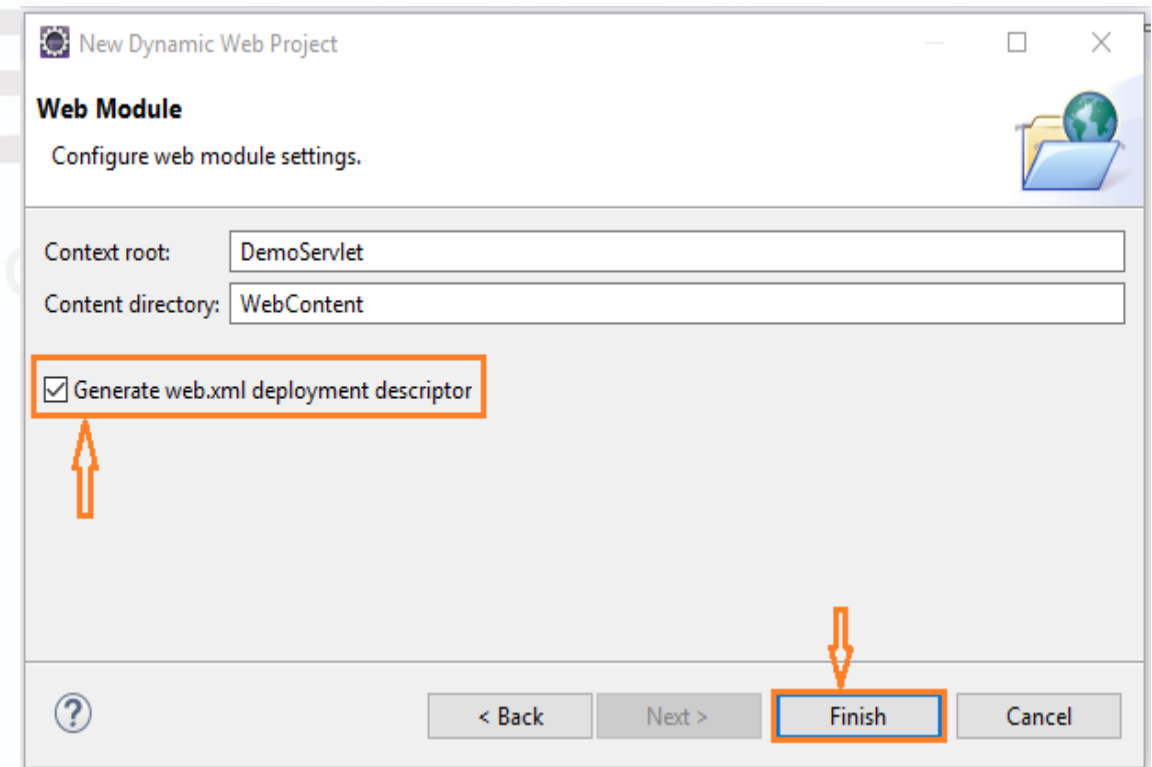 New Dynamic Web Project
Web Module
Configure web module settings.
Context root: DemoServlet
Content directory: WebContent
Generate web.xml deployment descriptor
? < Back Next > Finish Cancel